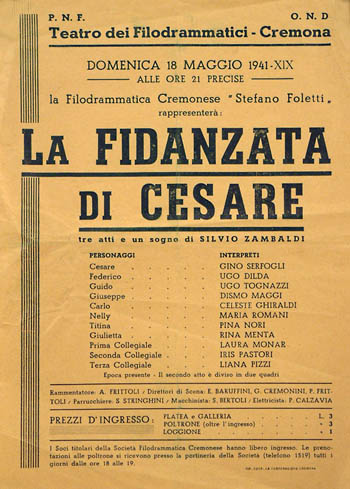 P. N. F. O. N. D
Teatro dei Filodrammatici - Cremona
DOMENICA 18 MAGGIO 1941-XIX
ALLE ORE 21 PRECISE
la Filodrammatica Cremonese "Stefano Foletti„
rappresenterà:
LA FIDANZATA
DI CESARE
tre atti e un sogno di SILVIO ZAMBALDI
PERSONAGGI INTERPRETI
Cesare . . . . . GINO SERFOGLI
Federico . . . . . UGO DILDA
Guido . . . . . UGO TOGNAZZI
Giuseppe . . . . . DISMO MAGGI
Carlo . . . . . CELESTE GHIRALDI
Nelly . . . . . MARIA ROMANI
Titina . . . . . PINA NORI
Giulietta . . . . . RINA MENTA
Prima Collegiale . . . . LAURA MONAR
Seconda Collegiale . . . . IRIS PASTORI
Terza Collegiale . . . . LIANA PIZZI
Epoca presente - Il secondo atto è diviso in due quadri
Rammentatore: A. FRITTOLI / Direttori di Scena: E. BARUFFINI, G. CREMONINI, P. FRIT-
TOLI / Parrucchiere: S. STRINGHINI / Macchinista: S. BERTOLI / Elettricista: P. CALZAVIA
PREZZI D'INGRESSO: PLATEA e GALLERIA . . . L. 3
POLTRONE (oltre l'ingresso) . . » 3
LOGGIONE . . . . . » 1
I Soci titolari della Società Filodrammatica Cremonese hanno libero ingresso. Le preno-
tazioni alle poltrone si ricevono presso la portineria della Società (telefono 1519) tutti i
giorni dalle ore 18 alle 19.